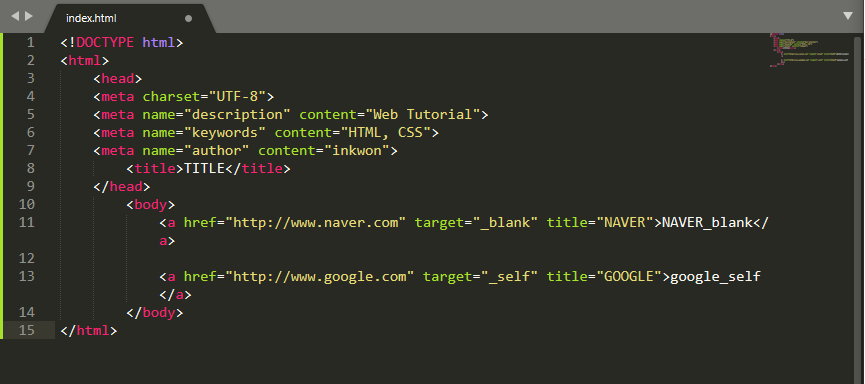 index.html
1 <!DOCTYPE html>
2 <html>
3 <head>
4 <meta charset="UTF-8">
5 <meta name="description" content="Web Tutorial">
6 <meta name="keywords" content="HTML, CSS">
7 <meta name="author" content="inkwon">
8 <title>TITLE</title>
9 </head>
10 <body>
11 <a href="http://www.naver.com" target="_blank" title="NAVER">NAVER_blank</
a>
12
13 <a href="http://www.google.com" target="_self" title="GOOGLE">google_self
</a>
14 </body>
15 </html>